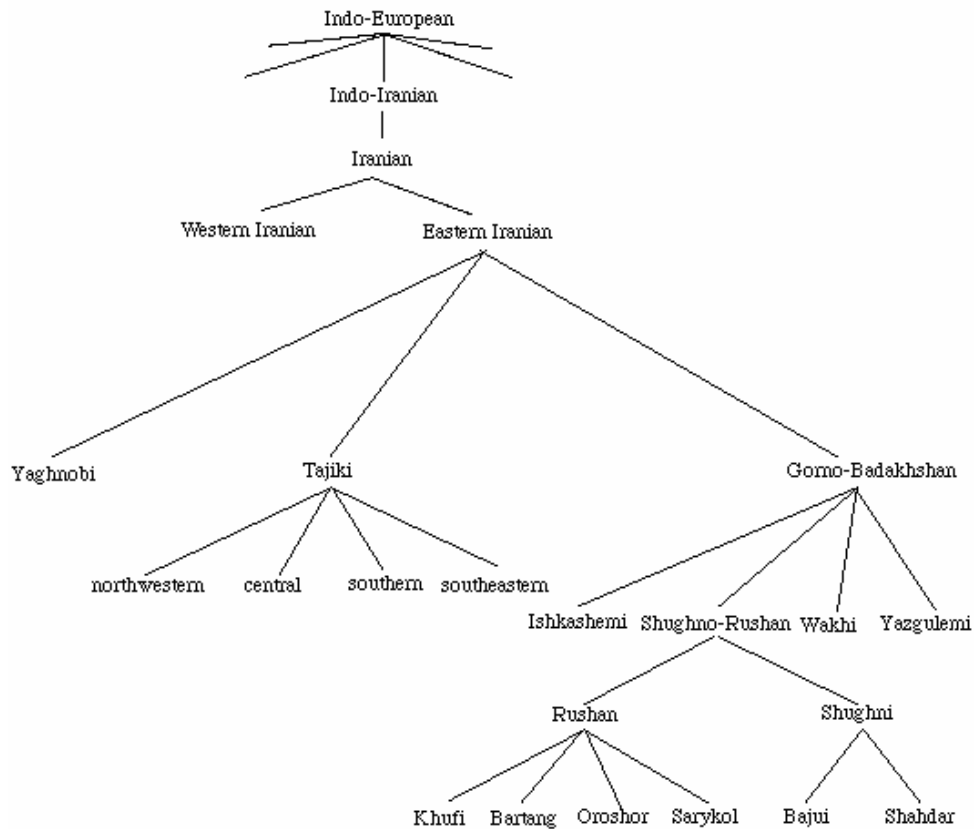 Indo-European
Indo-Iranian
Iranian
Western Iranian
Eastern Iranian
Yaghnobi
Tajiki
Gorno-Badakhshan
northwestern
central
southern
southeastern
Ishkashemi
Shughno-Rushan
Wakhi
Yazgulemi
Rushan
Shughni
Khufi
Bartang
Oroshor
Sarykol
Bajui
Shahdar